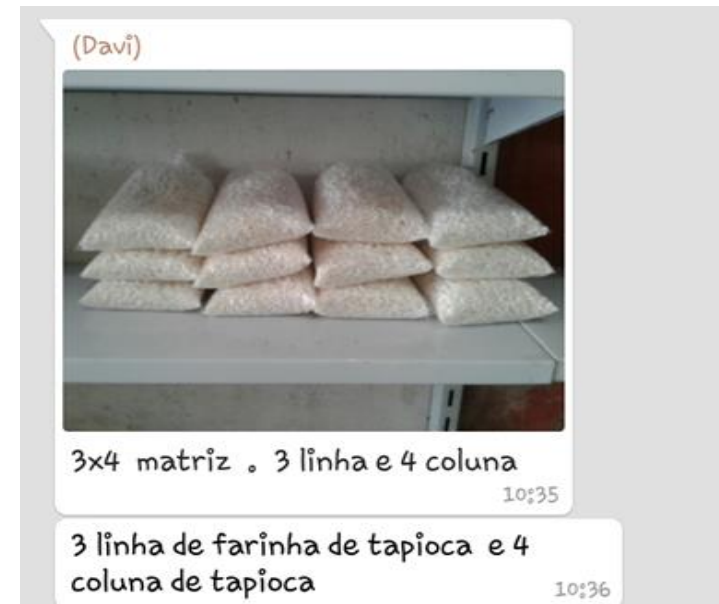 (Davi)
3x4 matriz . 3 linha e 4 coluna
10:35
3 linha de farinha de tapioca e 4
coluna de tapioca
10:36